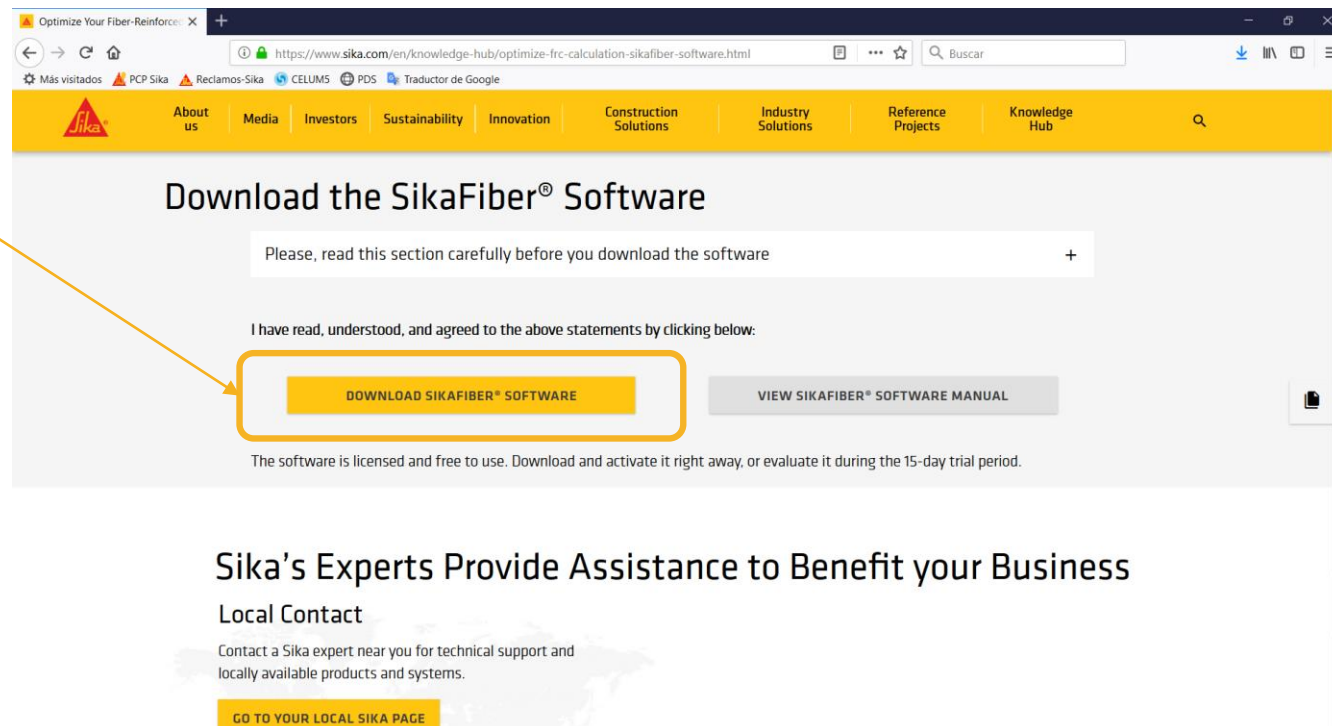 Optimize Your Fiber-Reinforce
https://www.sika.com/en/knowledge-hub/optimize-frc-calculation-sikafiber-software.html
Buscar
Más visitados PCP Sika Reclamos-Sika CELUM5 PDS Traductor de Google
Sika®
About us Media Investors Sustainability Innovation Construction Solutions Industry Solutions Reference Projects Knowledge Hub
Download the SikaFiber® Software
Please, read this section carefully before you download the software +
I have read, understood, and agreed to the above statements by clicking below:
DOWNLOAD SIKAFIBER® SOFTWARE VIEW SIKAFIBER® SOFTWARE MANUAL
The software is licensed and free to use. Download and activate it right away, or evaluate it during the 15-day trial period.
Sika's Experts Provide Assistance to Benefit your Business
Local Contact
Contact a Sika expert near you for technical support and
locally available products and systems.
GO TO YOUR LOCAL SIKA PAGE